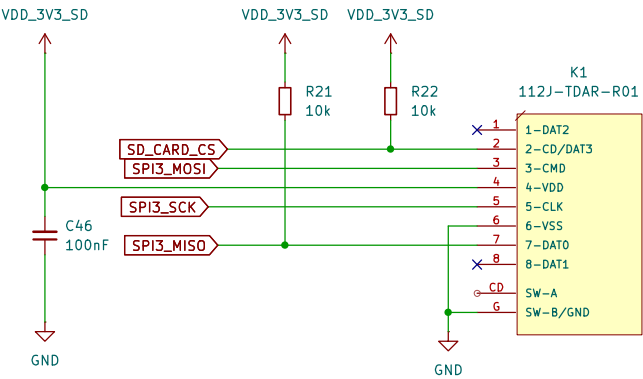 VDD_3V3_SD
VDD_3V3_SD
VDD_3V3_SD
K1
112J-TDAR-R01
R21
10k
R22
10k
1
1-DAT2
SD_CARD_CS
2
2-CD/DAT3
SPI3_MOSI
3
3-CMD
4
4-VDD
SPI3_SCK
5
5-CLK
C46
100nF
6
6-VSS
SPI3_MISO
7
7-DAT0
8
8-DAT1
CD
SW-A
G
SW-B/GND
GND
GND